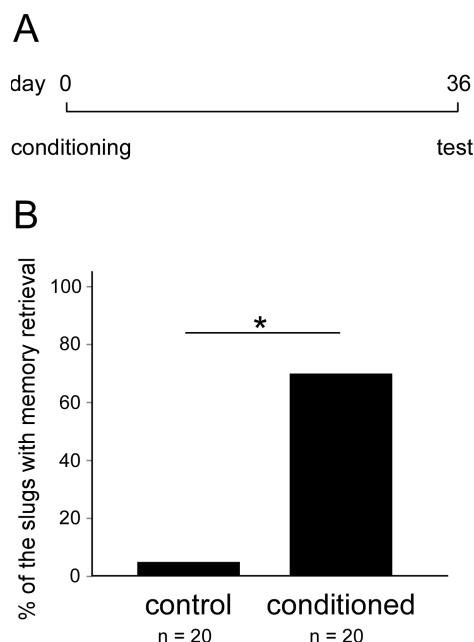 A
day 0 36
conditioning test
B
% of the slugs with memory retrieval
100
80
60
40
20
0
*
control conditioned
n = 20 n = 20